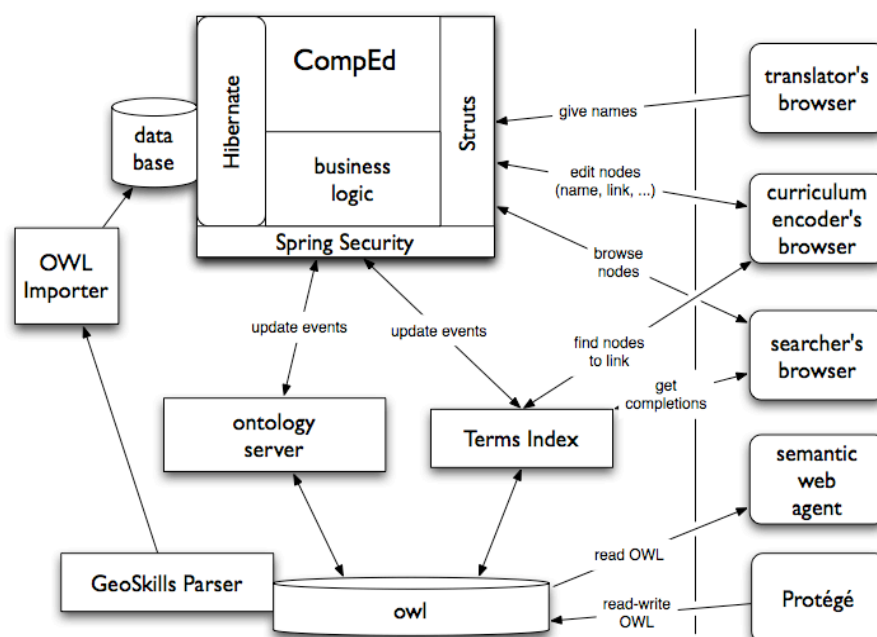 CompEd
Hibernate
Struts
business
logic
Spring Security
data
base
OWL
Importer
translator's
browser
give names
edit nodes
(name, link, ...)
curriculum
encoder's
browser
browse
nodes
update events
update events
find nodes
to link
searcher's
browser
get
completions
ontology
server
Terms Index
semantic
web
agent
read OWL
GeoSkills Parser
owl
read-write
OWL
Protégé